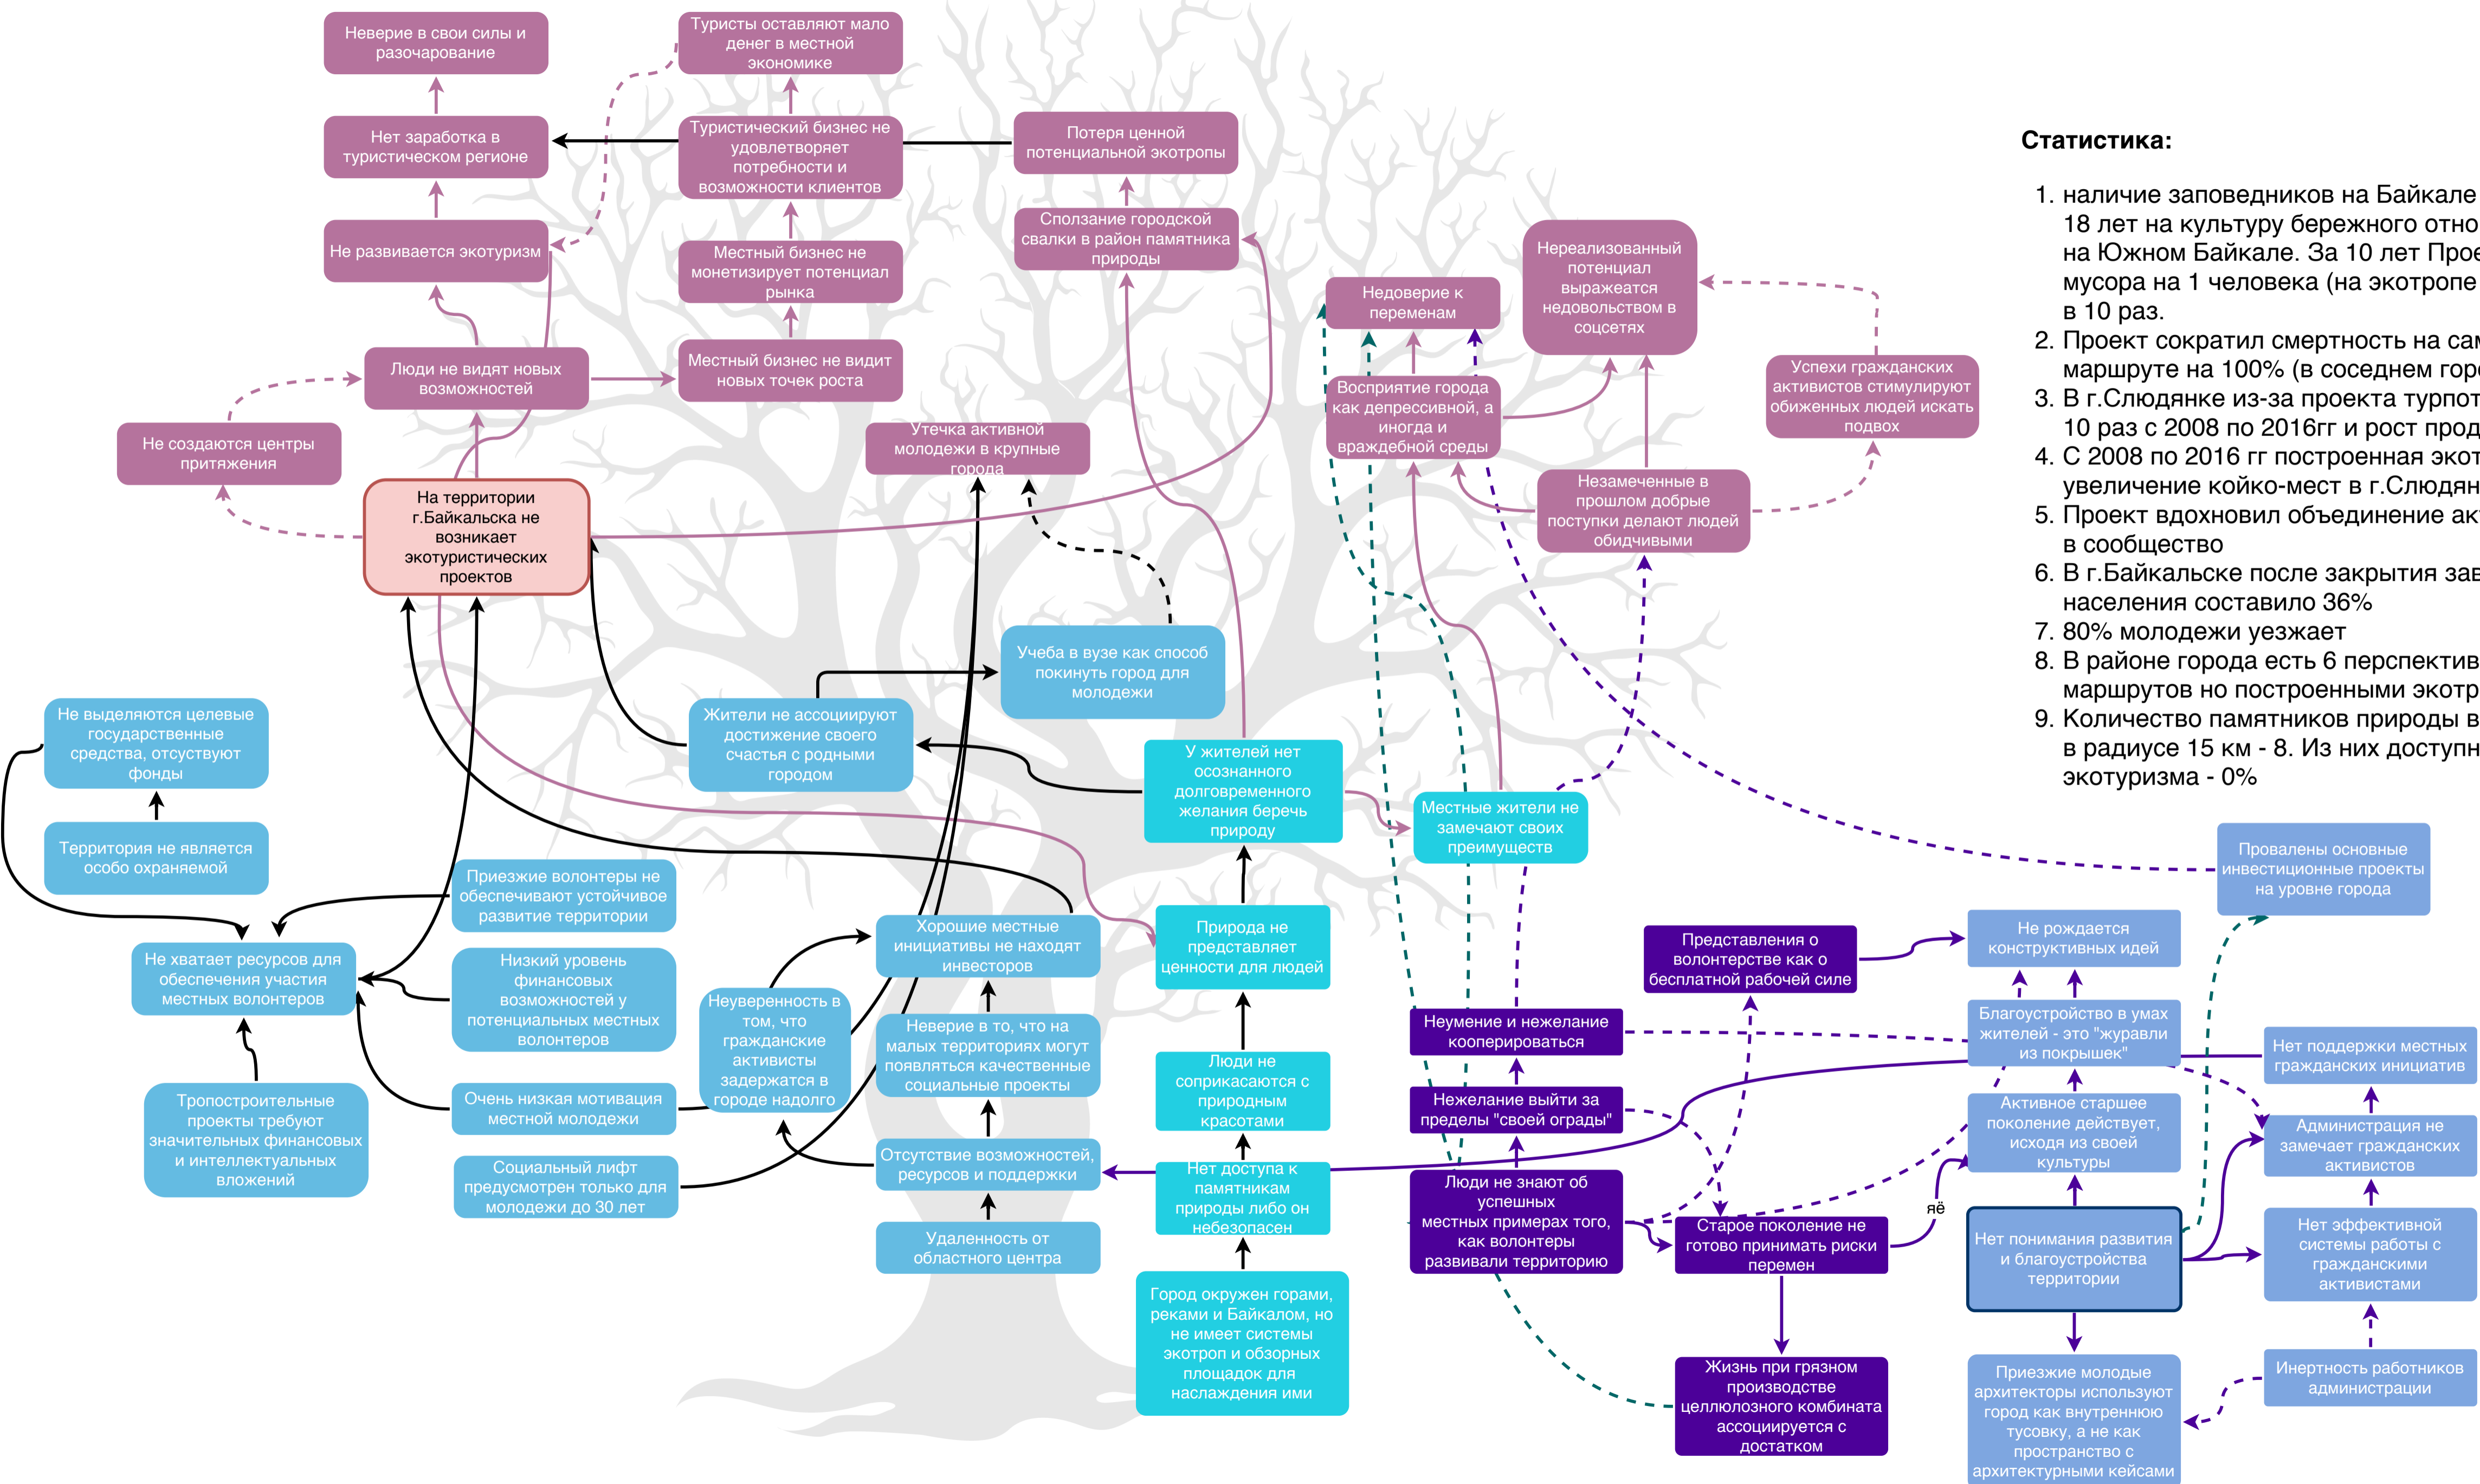 Неверие в свои силы и
разочарование
Туристы оставляют мало
денег в местной
экономике
Нет заработка в
туристическом регионе
Туристический бизнес не
удовлетворяет
потребности и
возможности клиентов
Потеря ценной
потенциальной экотропы
Не развивается экотуризм
Местный бизнес не
монетизирует потенциал
рынка
Сползание городской
свалки в район памятника
природы
Люди не видят новых
возможностей
Местный бизнес не видит
новых точек роста
Не создаются центры
притяжения
Утечка активной
молодежи в крупные
города
На территории
г.Байкальска не
возникает
экотуристических
проектов
Недоверие к
переменам
Нереализованный
потенциал
выражеатся
недовольством в
соцсетях
Восприятие города
как депрессивной, а
иногда и
враждебной среды
Успехи гражданских
активистов стимулируют
обиженных людей искать
подвох
Незамеченные в
прошлом добрые
поступки делают людей
обидчивыми
Статистика:
1. наличие заповедников на Байкале
18 лет на культуру бережного отно
на Южном Байкале. За 10 лет Прое
мусора на 1 человека (на экотропе
в 10 раз.
2. Проект сократил смертность на сам
маршруте на 100% (в соседнем горо
3. В г.Слюдянке из-за проекта турпот
10 раз с 2008 по 2016гг и рост прод
4. С 2008 по 2016 гг построенная экот
увеличение койко-мест в г.Слюдян
5. Проект вдохновил объединение ак
в сообщество
6. В г.Байкальске после закрытия зав
населения составило 36%
7. 80% молодежи уезжает
8. В районе города есть 6 перспектив
маршрутов но построенными экотр
9. Количество памятников природы в
в радиусе 15 км - 8. Из них доступн
экотуризма - 0%
Учеба в вузе как способ
покинуть город для
молодежи
Не выделяются целевые
государственные
средства, отсуствуют
фонды
Жители не ассоциируют
достижение своего
счастья с родными
городом
У жителей нет
осознанного
долговременного
желания беречь
природу
Местные жители не
замечают своих
преимуществ
Территория не является
особо охраняемой
Приезжие волонтеры не
обеспечивают устойчивое
развитие территории
Провалены основные
инвестиционные проекты
на уровне города
Не хватает ресурсов для
обеспечения участия
местных волонтеров
Низкий уровень
финансовых
возможностей у
потенциальных местных
волонтеров
Хорошие местные
инициативы не находят
инвесторов
Природа не
представляет
ценности для людей
Представления о
волонтерстве как о
бесплатной рабочей силе
Не рождается
конструктивных идей
Неуверенность в
том, что
гражданские
активисты
задержатся в
городе надолго
Неверие в то, что на
малых территориях могут
появляться качественные
социальные проекты
Люди не
соприкасаются с
природным
красотами
Неумение и нежелание
кооперироваться
Благоустройство в умах
жителей - это "журавли
из покрышек"
Нет поддержки местных
гражданских инициатив
Тропостроительные
проекты требуют
значительных финансовых
и интеллектуальных
вложений
Очень низкая мотивация
местной молодежи
Нежелание выйти за
пределы "своей ограды"
Активное старшее
поколение действует,
исходя из своей
культуры
Администрация не
замечает гражданских
активистов
Социальный лифт
предусмотрен только для
молодежи до 30 лет
Отсутствие возможностей,
ресурсов и поддержки
Нет доступа к
памятникам
природы либо он
небезопасен
Люди не знают об
успешных
местных примерах того,
как волонтеры
развивали территорию
яё
Удаленность от
областного центра
Старое поколение не
готово принимать риски
перемен
Нет понимания развития
и благоустройства
территории
Нет эффективной
системы работы с
гражданскими
активистами
Город окружен горами,
реками и Байкалом, но
не имеет системы
экотроп и обзорных
площадок для
наслаждения ими
Жизнь при грязном
производстве
целлюлозного комбината
ассоциируется с
достатком
Приезжие молодые
архитекторы используют
город как внутреннюю
тусовку, а не как
пространство с
архитектурными кейсами
Инертность работников
администрации